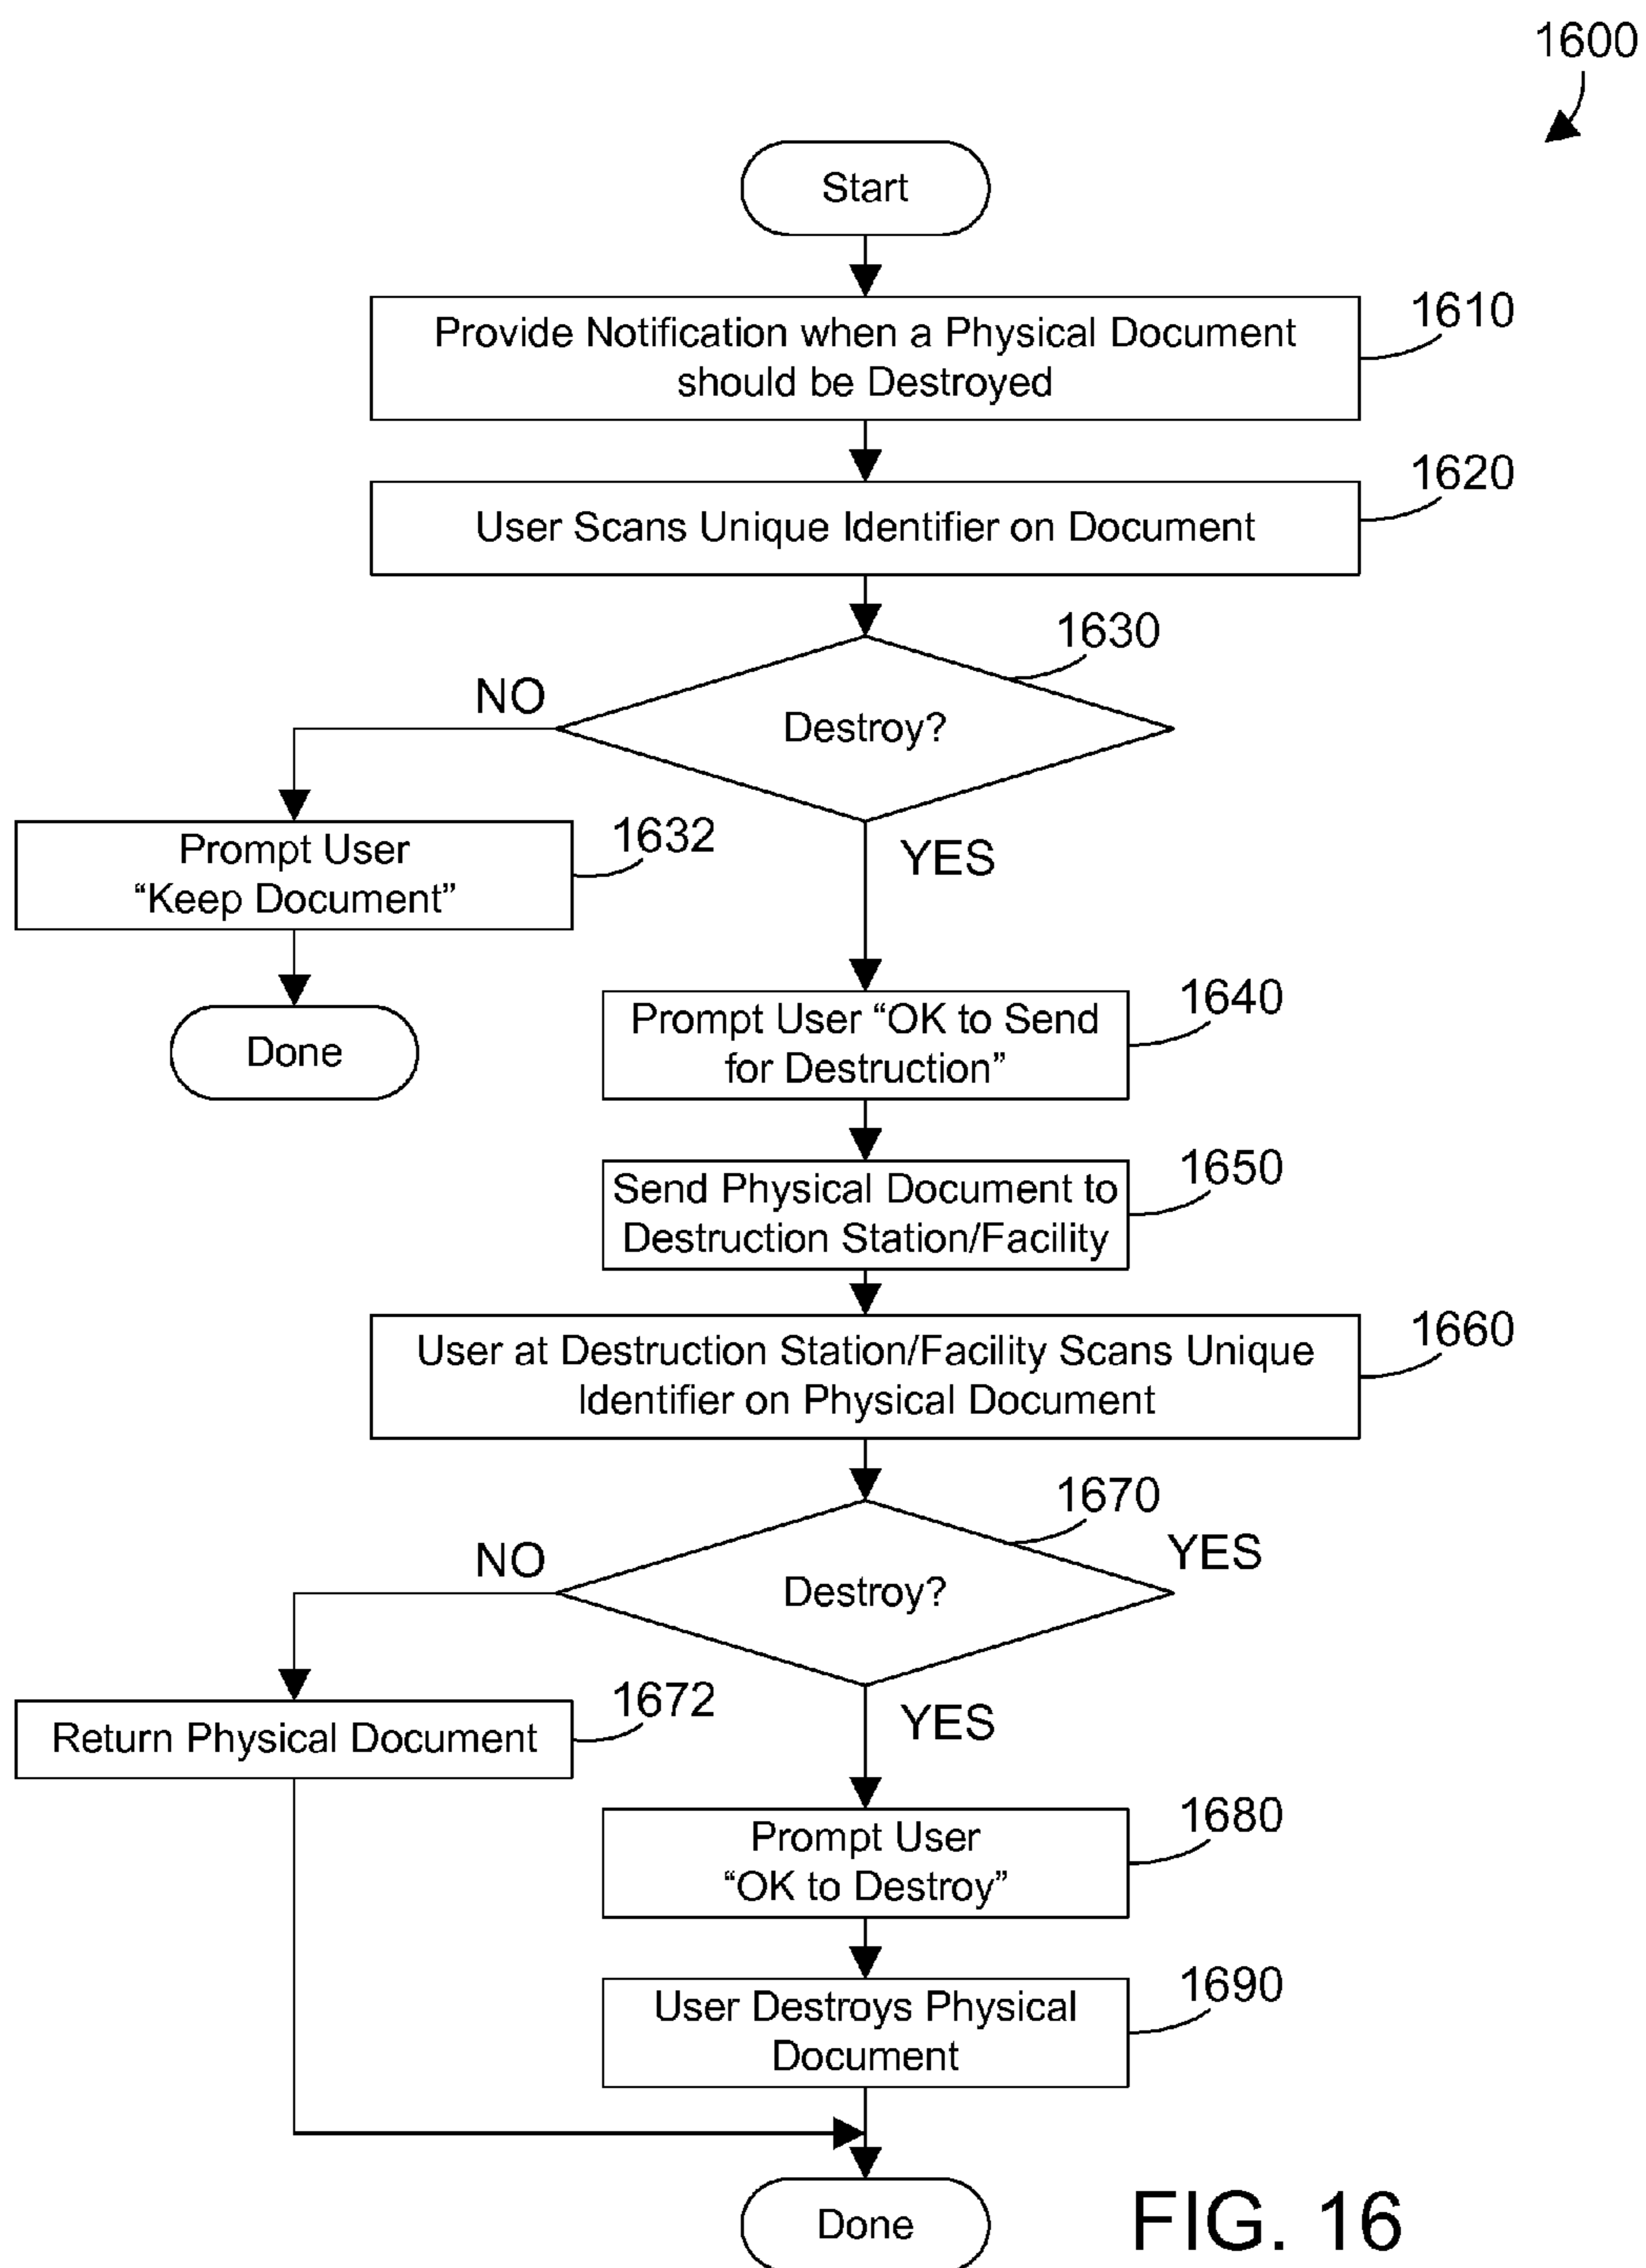 1600
Start
Provide Notification when a Physical Document
should be Destroyed
1610
User Scans Unique Identifier on Document
1620
1630
Destroy?
NO
YES
Prompt User
“Keep Document”
1632
Done
Prompt User “OK to Send
for Destruction”
1640
Send Physical Document to
Destruction Station/Facility
1650
User at Destruction Station/Facility Scans Unique
Identifier on Physical Document
1660
1670
Destroy?
NO
YES
YES
Return Physical Document
1672
Prompt User
“OK to Destroy”
1680
User Destroys Physical
Document
1690
Done
FIG. 16